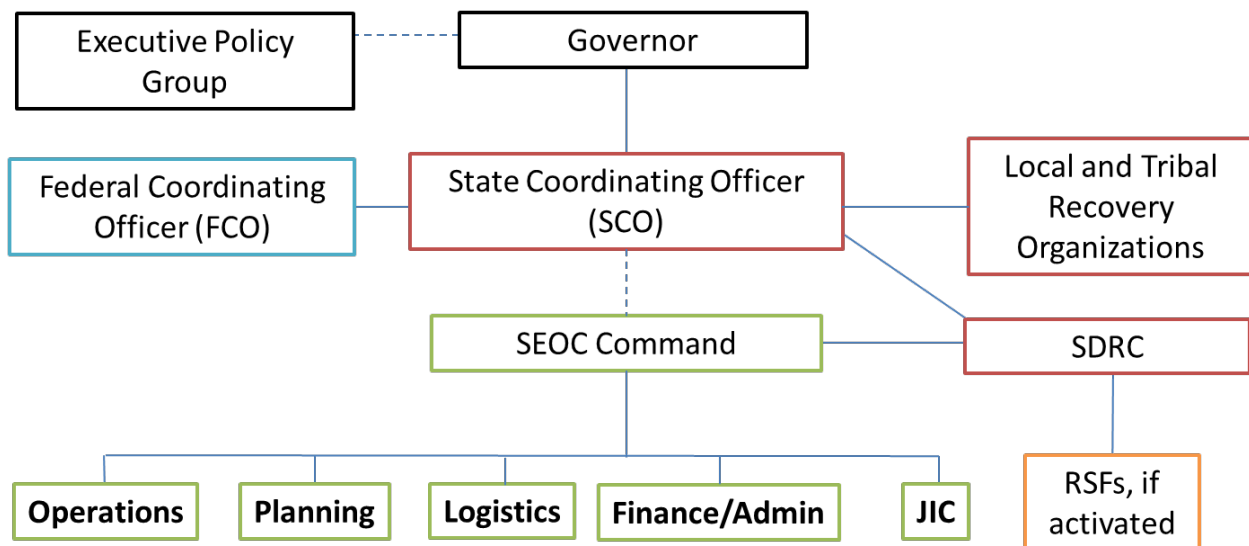 Executive Policy
Group
Governor
Federal Coordinating
Officer (FCO)
State Coordinating Officer
(SCO)
Local and Tribal
Recovery
Organizations
SEOC Command
SDRC
Operations
Planning
Logistics
Finance/Admin
JIC
RSFs, if
activated